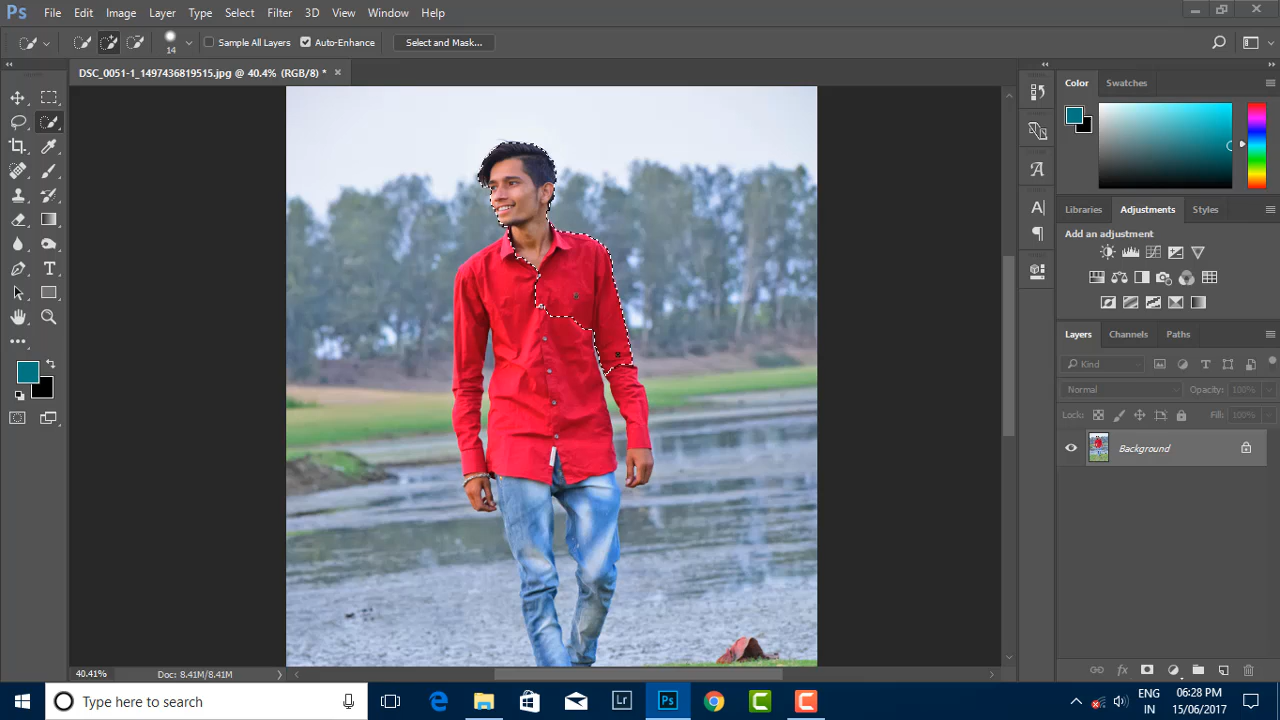 Ps File Edit Image Layer Type Select Filter 3D View Window Help
14 Sample All Layers Auto-Enhance Select and Mask...
DSC_0051-1_1497436819515.jpg @ 40.4% (RGB/8) * ×
Color Swatches
Libraries Adjustments Styles
Add an adjustment
Layers Channels Paths
Kind
Normal Opacity: 100%
Lock: Fill: 100%
Background
40.41% Doc: 8.41M/8.41M
Type here to search
Lr Ps
ENG 06:28 PM
IN 15/06/2017